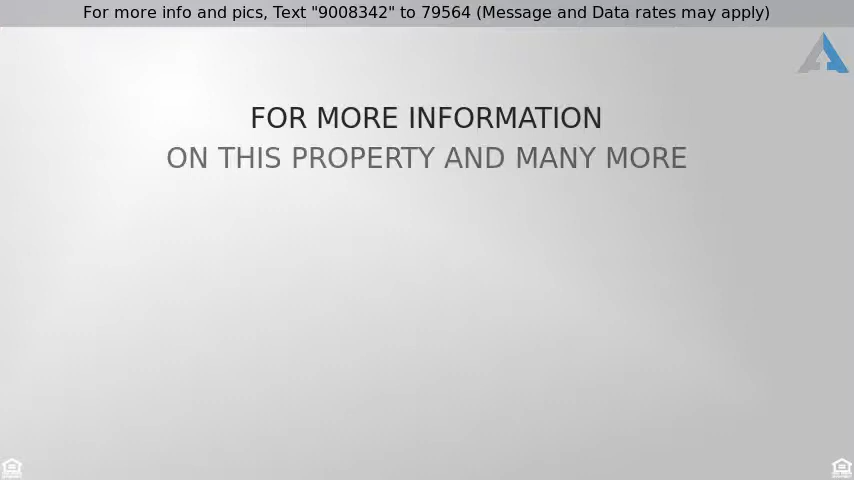 For more info and pics, Text "9008342" to 79564 (Message and Data rates may apply)
FOR MORE INFORMATION
ON THIS PROPERTY AND MANY MORE